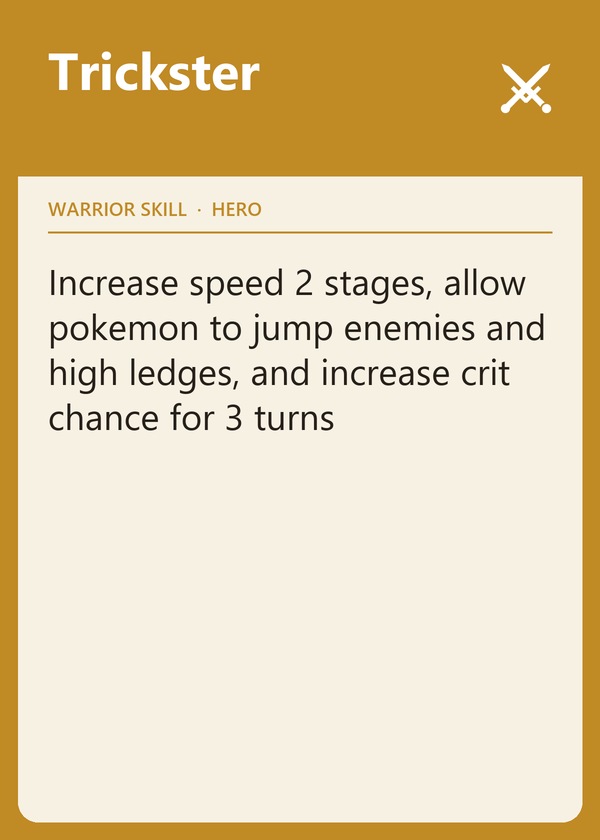 Trickster
WARRIOR SKILL · HERO
Increase speed 2 stages, allow
pokemon to jump enemies and
high ledges, and increase crit
chance for 3 turns